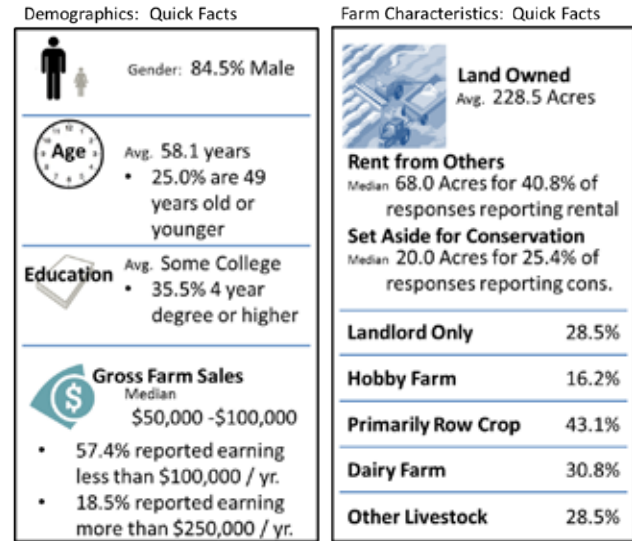 Demographics: Quick Facts
Gender: 84.5% Male
Age
Avg. 58.1 years
• 25.0% are 49
years old or
younger
Education
Avg. Some College
• 35.5% 4 year
degree or higher
Gross Farm Sales
Median
$50,000 -$100,000
• 57.4% reported earning
less than $100,000 / yr.
• 18.5% reported earning
more than $250,000 / yr.
Farm Characteristics: Quick Facts
Land Owned
Avg. 228.5 Acres
Rent from Others
Median 68.0 Acres for 40.8% of
responses reporting rental
Set Aside for Conservation
Median 20.0 Acres for 25.4% of
responses reporting cons.
Landlord Only 28.5%
Hobby Farm 16.2%
Primarily Row Crop 43.1%
Dairy Farm 30.8%
Other Livestock 28.5%